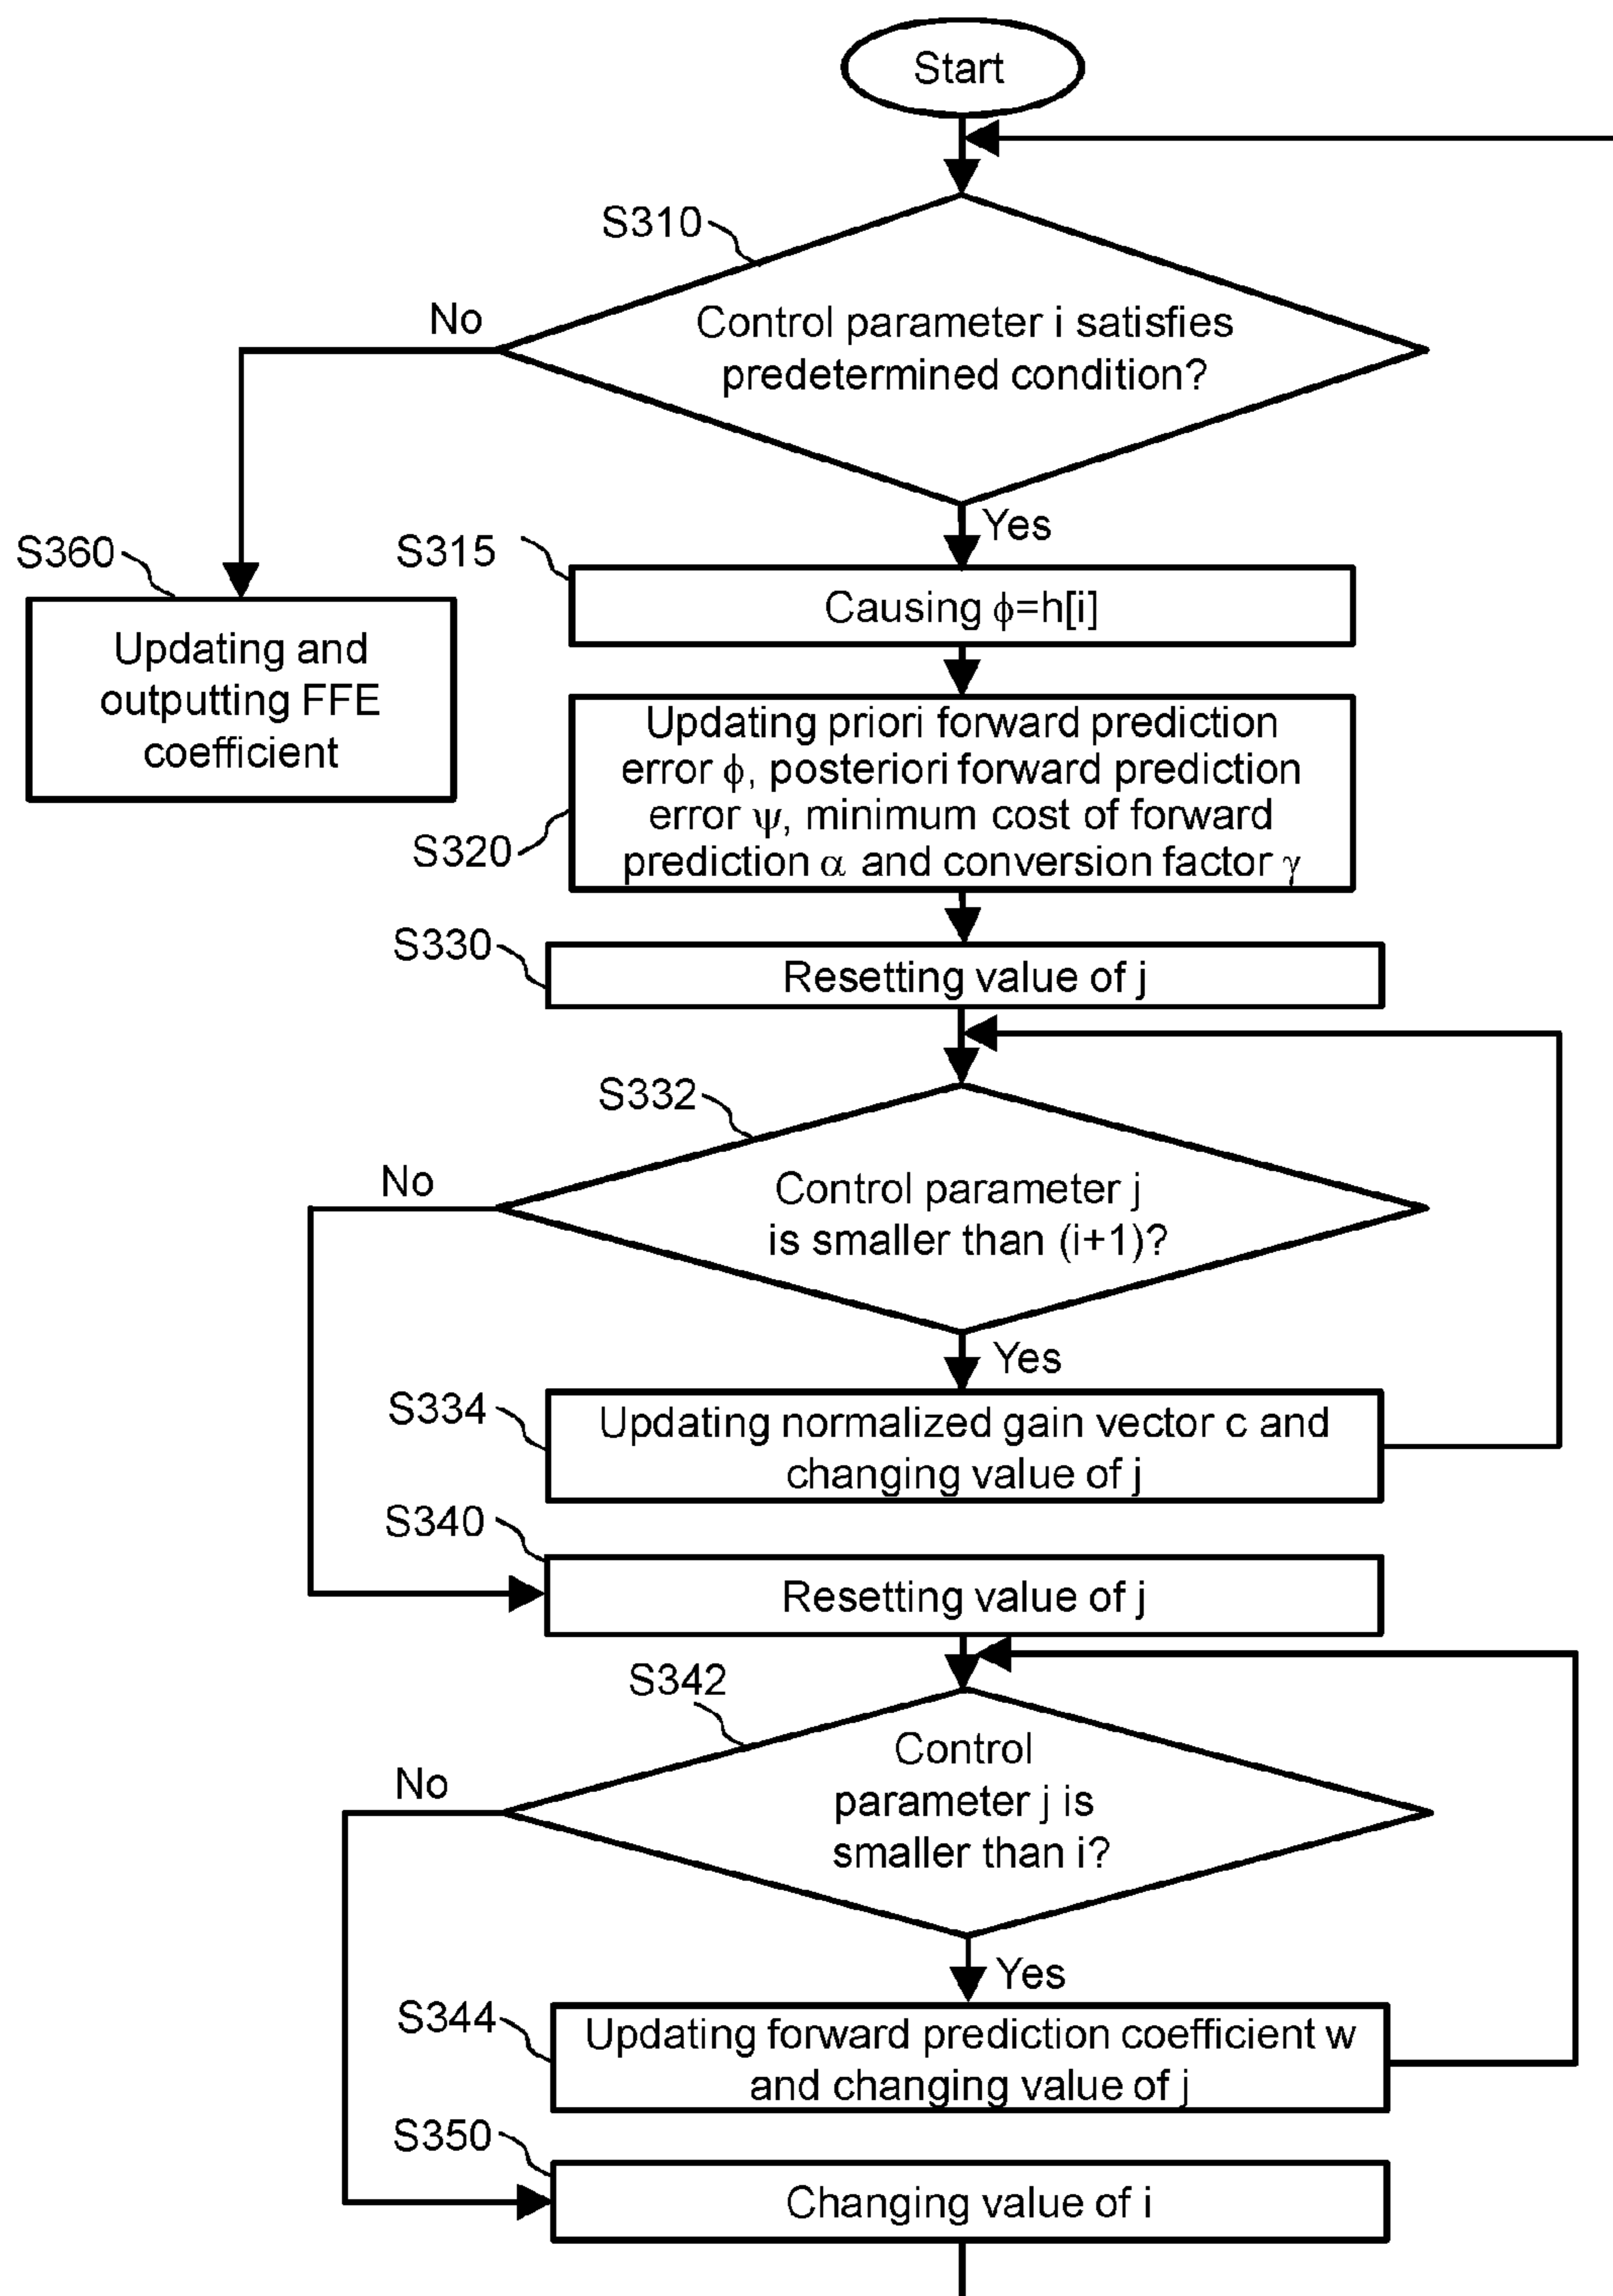 Start
S310
No
Control parameter i satisfies
predetermined condition?
Yes
S360
Updating and
outputting FFE
coefficient
S315
Causing ϕ=h[i]
S320
Updating priori forward prediction
error ϕ, posteriori forward prediction
error ψ, minimum cost of forward
prediction α and conversion factor γ
S330
Resetting value of j
S332
No
Control parameter j
is smaller than (i+1)?
Yes
S334
Updating normalized gain vector c and
changing value of j
S340
Resetting value of j
S342
No
Control
parameter j is
smaller than i?
Yes
S344
Updating forward prediction coefficient w
and changing value of j
S350
Changing value of i